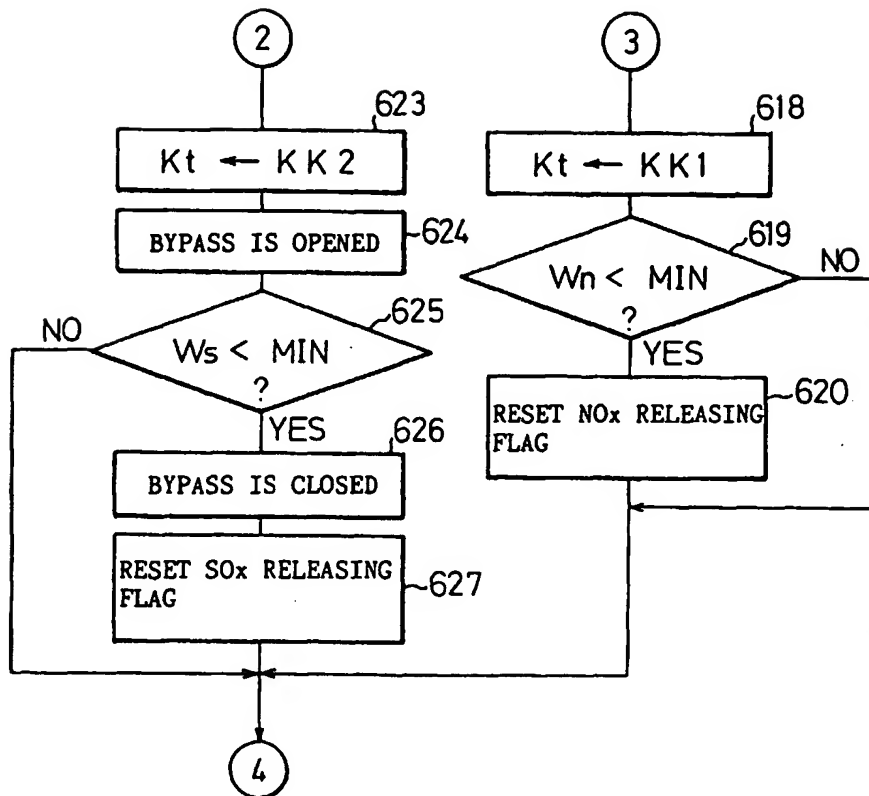 2
623
Kt ← KK2
BYPASS IS OPENED
624
625
NO
Ws < MIN
?
YES
626
BYPASS IS CLOSED
RESET SOx RELEASING
FLAG
627
3
618
Kt ← KK1
619
NO
Wn < MIN
?
YES
620
RESET NOx RELEASING
FLAG
4